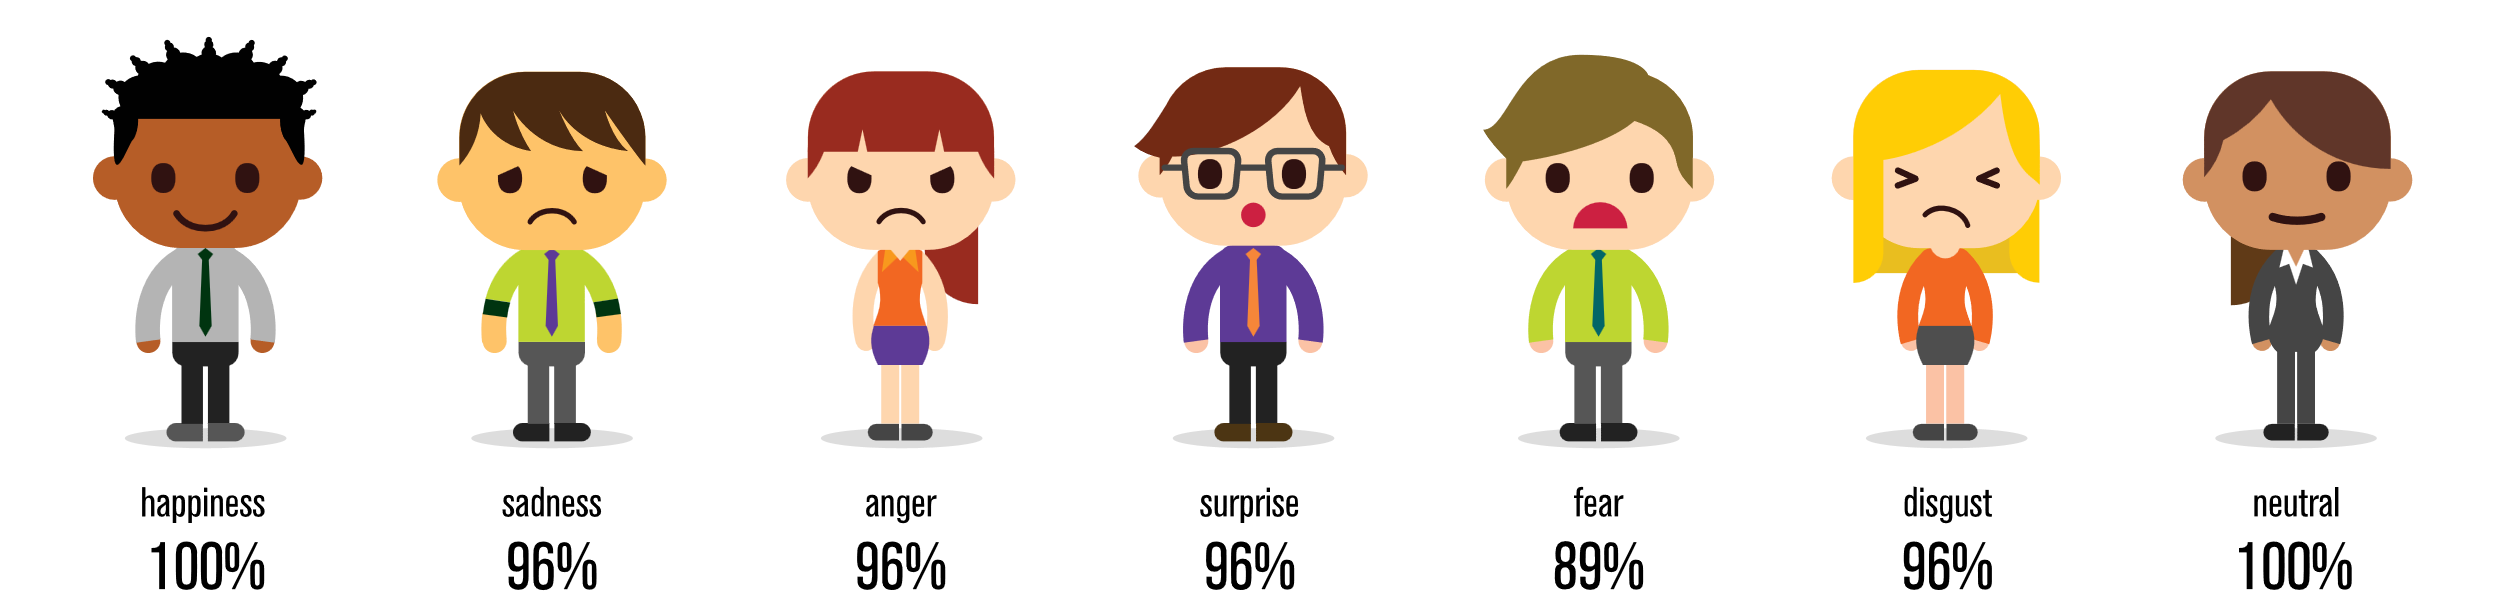 happiness
100%
sadness
96%
anger
96%
surprise
96%
fear
89%
disgust
96%
neutral
100%